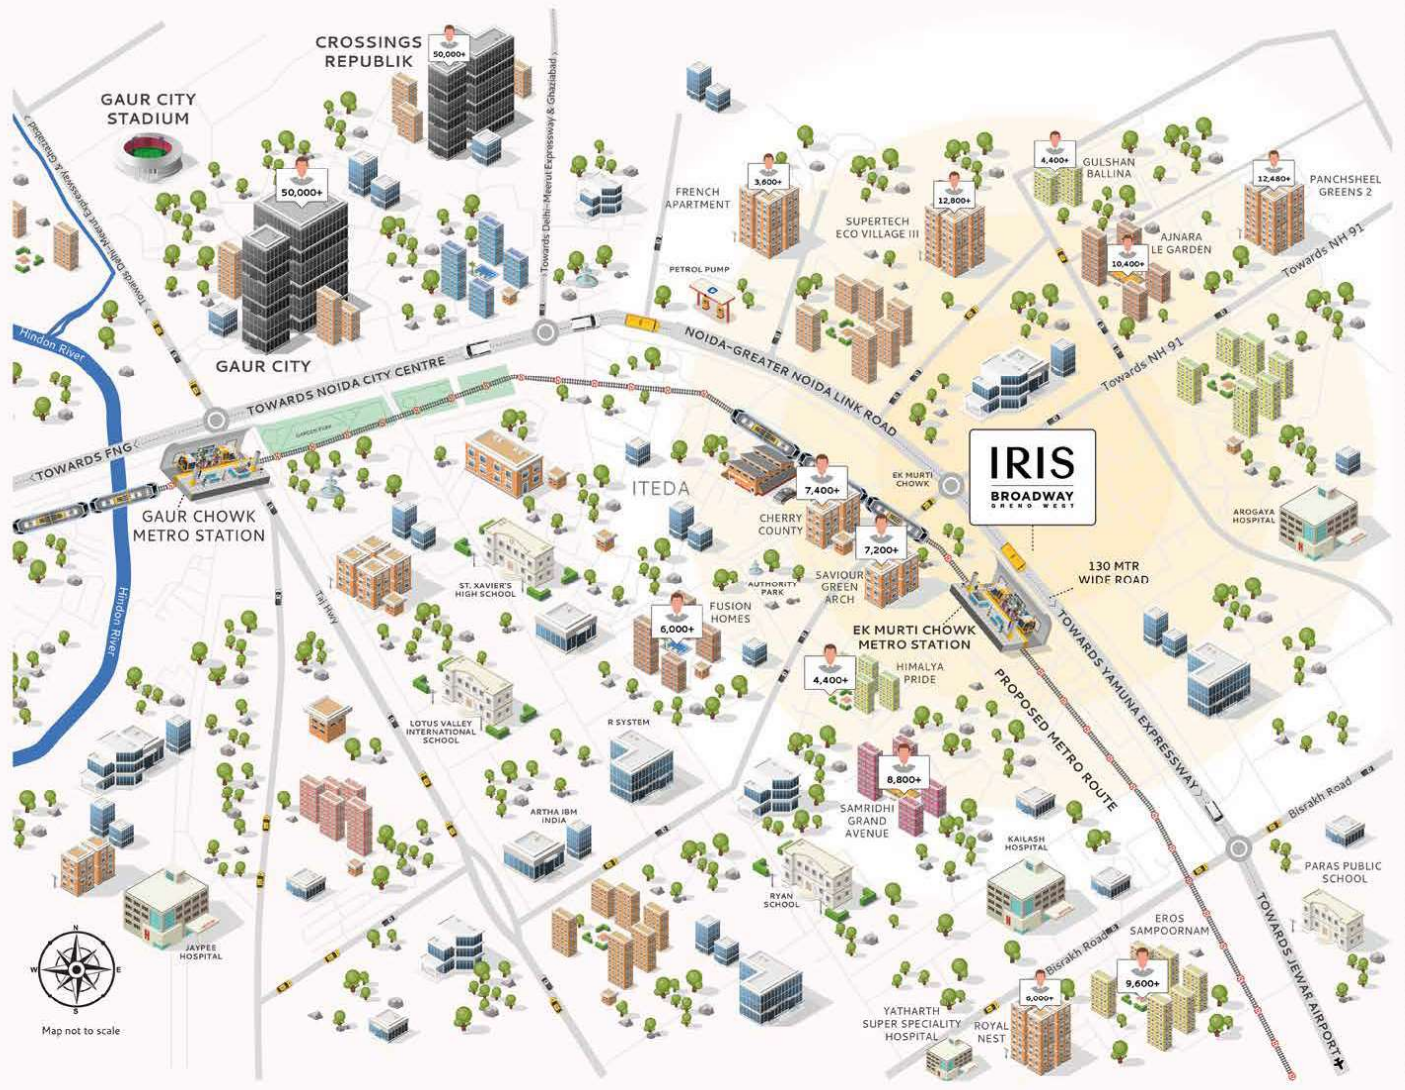 CROSSINGS
REPUBLIK
50,000+
GAUR CITY
STADIUM
50,000+
GAUR CITY
Towards Delhi-Meerut Expressway & Ghaziabad
Towards Delhi-Meerut Expressway & Ghaziabad
FRENCH
APARTMENT
3,600+
SUPERTECH
ECO VILLAGE III
12,800+
4,400+
GULSHAN
BALLINA
AJNARA
LE GARDEN
10,400+
12,480+
PANCHSHEEL
GREENS 2
Towards NH 91
Towards NH 91
PETROL PUMP
Hindon River
TOWARDS NOIDA CITY CENTRE
NOIDA-GREATER NOIDA LINK ROAD
TOWARDS FNG
GAUR CHOWK
METRO STATION
ITEDA
7,400+
CHERRY
COUNTY
7,200+
SAVIOUR
GREEN
ARCH
EK MURTI
CHOWK
IRIS
BROADWAY
GRENO WEST
AROGAYA
HOSPITAL
130 MTR
WIDE ROAD
ST. XAVIER'S
HIGH SCHOOL
AUTHORITY
PARK
Hindon River
Taj Hwy
6,000+
FUSION
HOMES
EK MURTI CHOWK
METRO STATION
TOWARDS YAMUNA EXPRESSWAY
4,400+
HIMALYA
PRIDE
PROPOSED METRO ROUTE
LOTUS VALLEY
INTERNATIONAL
SCHOOL
R SYSTEM
8,800+
SAMRIDHI
GRAND
AVENUE
ARTHA IBM
INDIA
Bisrakh Road
KAILASH
HOSPITAL
PARAS PUBLIC
SCHOOL
RYAN
SCHOOL
JAYPEE
HOSPITAL
EROS
SAMPOORNAM
9,600+
Bisrakh Road
TOWARDS JEWAR AIRPORT
YATHARTH
SUPER SPECIALITY
HOSPITAL
ROYAL
NEST
6,000+
N
W
E
S
Map not to scale